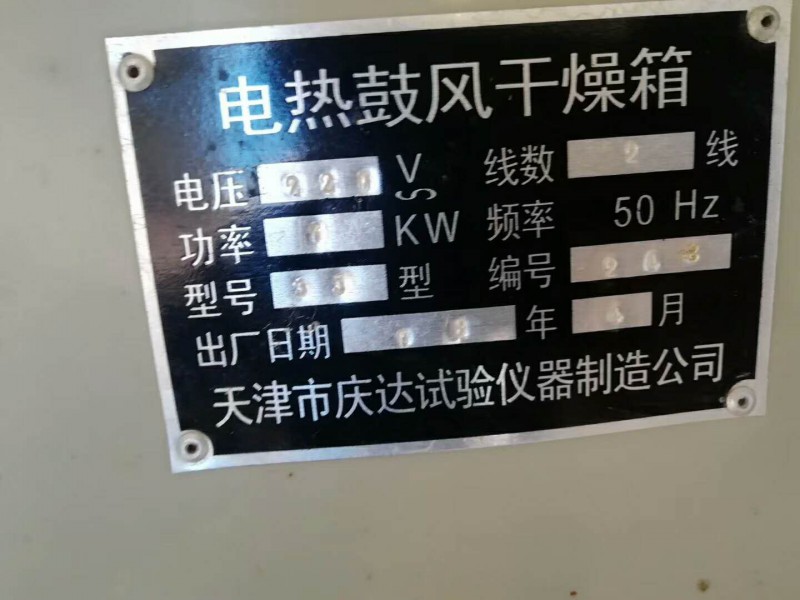 电热鼓风干燥箱
电压 220 V 线数 2 线
功率 KW 频率 50 Hz
型号 33 型 编号
出厂日期 年 月
天津市庆达试验仪器制造公司